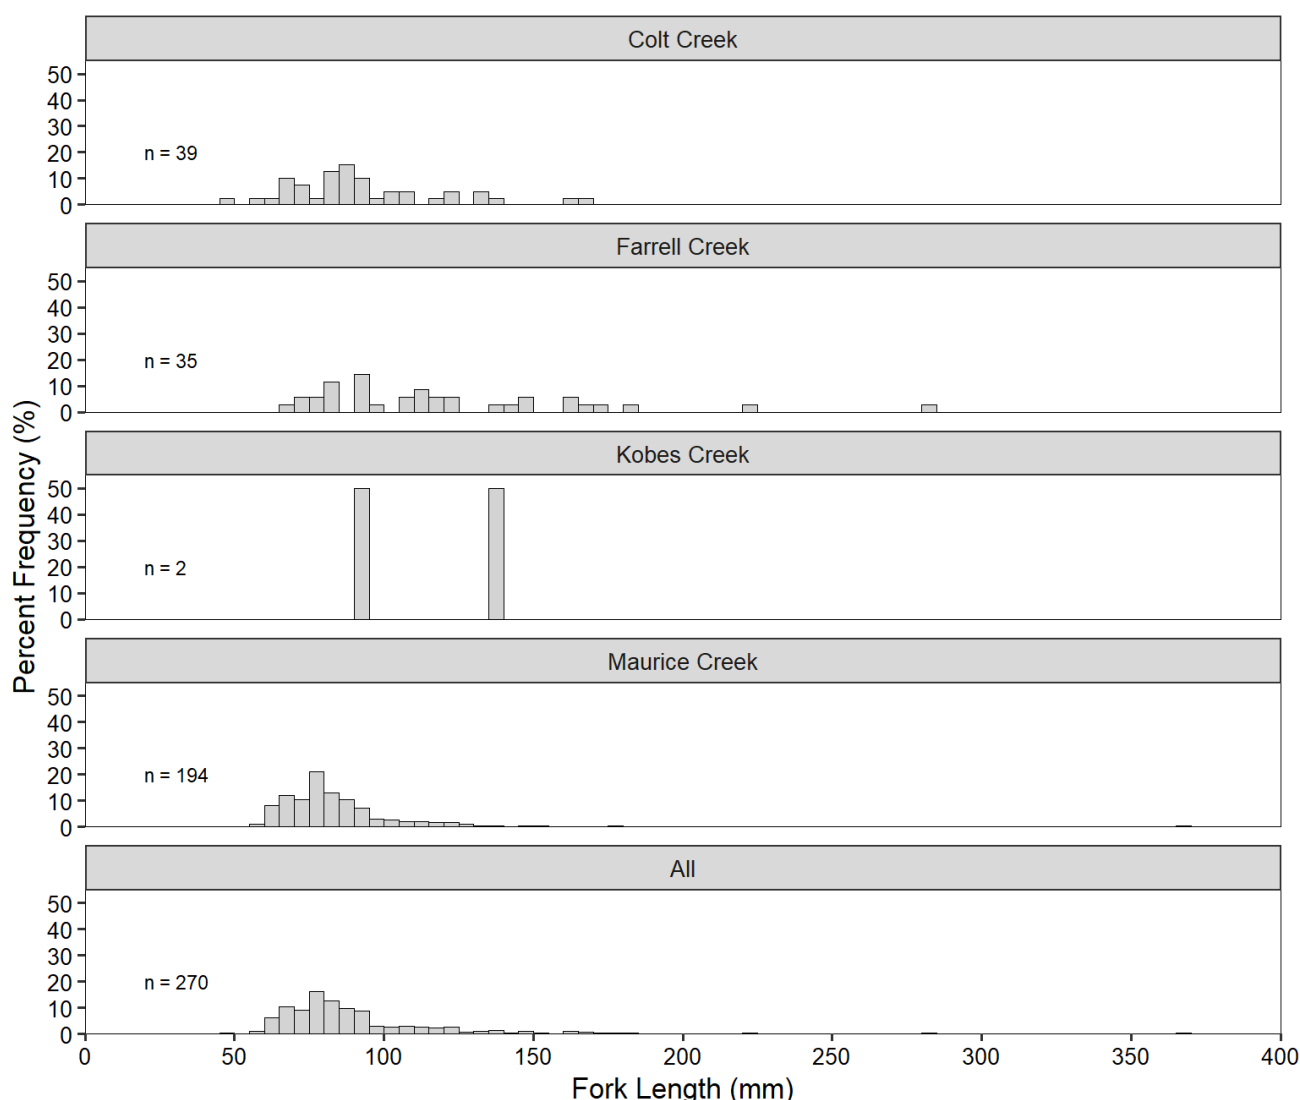 Colt Creek
50
40
30
20
10
0
n = 39
Farrell Creek
50
40
30
20
10
0
n = 35
Kobes Creek
50
40
30
20
10
0
n = 2
Maurice Creek
50
40
30
20
10
0
n = 194
All
50
40
30
20
10
0
n = 270
0 50 100 150 200 250 300 350 400
Fork Length (mm)
Percent Frequency (%)